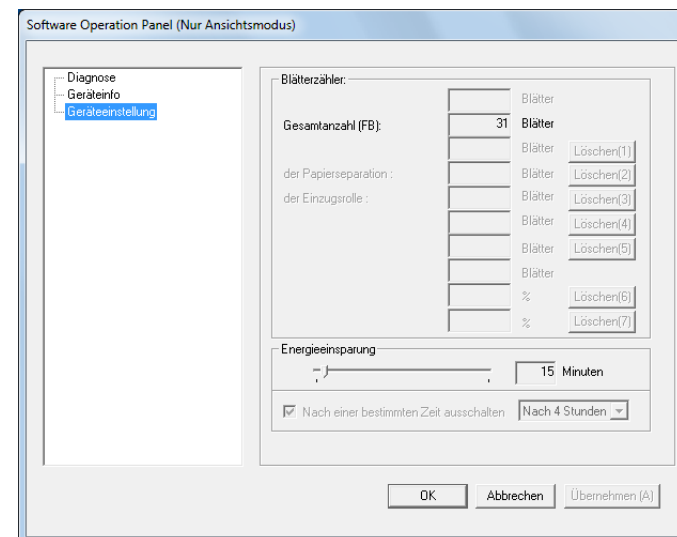 Software Operation Panel (Nur Ansichtsmodus)
Diagnose
Geräteinfo
Geräteeinstellung
Blätterzähler:
Blätter
Gesamtanzahl (FB): 31 Blätter
Blätter Löschen(1)
der Papierseparation : Blätter Löschen(2)
der Einzugsrolle : Blätter Löschen(3)
Blätter Löschen(4)
Blätter Löschen(5)
Blätter
% Löschen(6)
% Löschen(7)
Energieeinsparung
15 Minuten
Nach einer bestimmten Zeit ausschalten Nach 4 Stunden
OK Abbrechen Übernehmen (A)